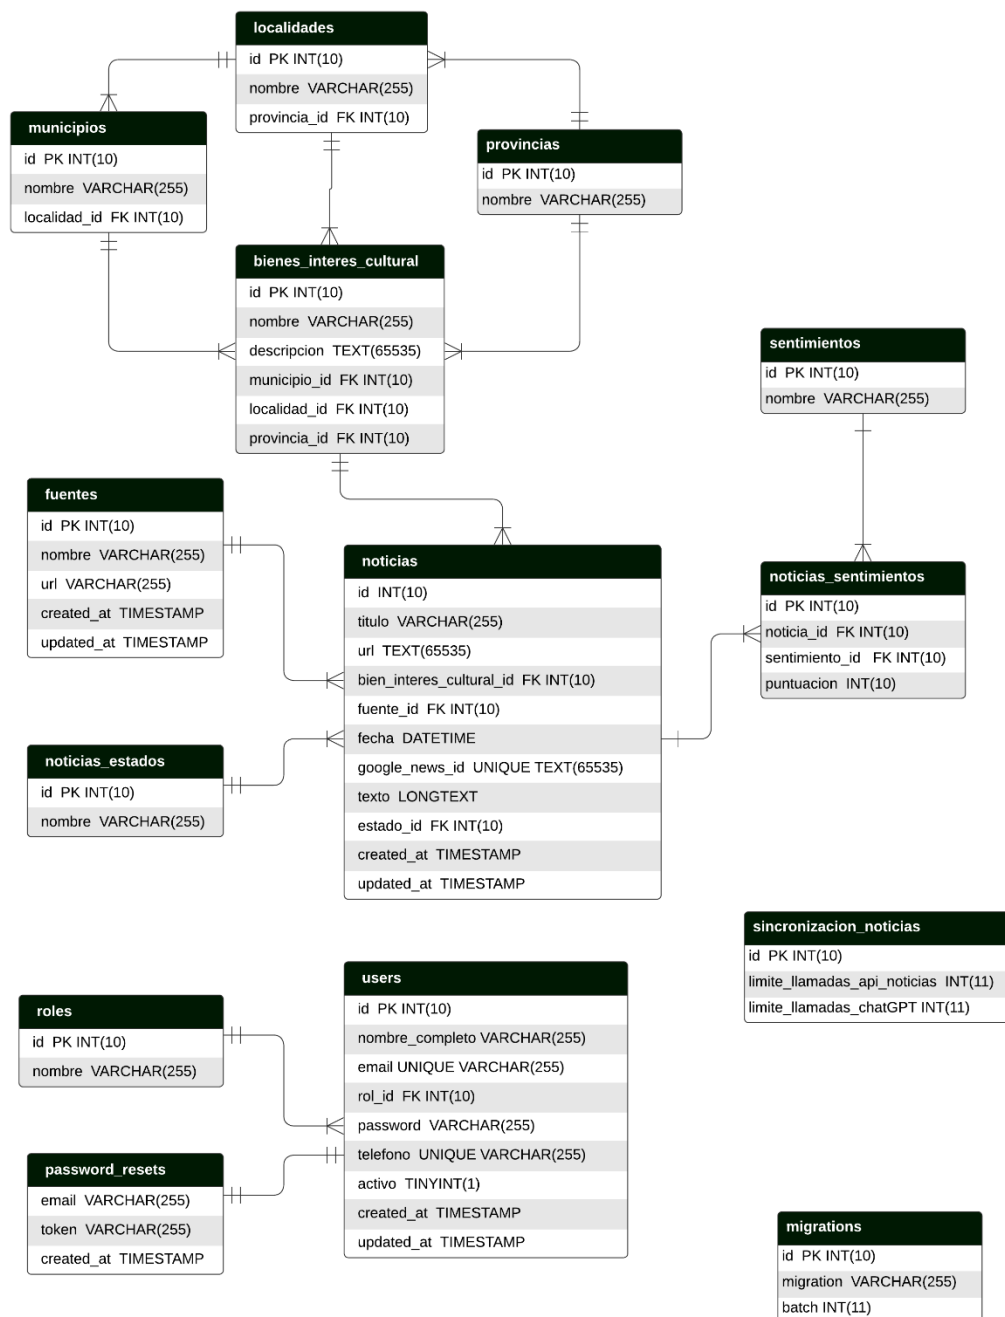 localidades
id PK INT(10)
nombre VARCHAR(255)
provincia_id FK INT(10)
municipios
id PK INT(10)
nombre VARCHAR(255)
localidad_id FK INT(10)
provincias
id PK INT(10)
nombre VARCHAR(255)
bienes_interes_cultural
id PK INT(10)
nombre VARCHAR(255)
descripcion TEXT(65535)
municipio_id FK INT(10)
localidad_id FK INT(10)
provincia_id FK INT(10)
sentimientos
id PK INT(10)
nombre VARCHAR(255)
fuentes
id PK INT(10)
nombre VARCHAR(255)
url VARCHAR(255)
created_at TIMESTAMP
updated_at TIMESTAMP
noticias
id INT(10)
titulo VARCHAR(255)
url TEXT(65535)
bien_interes_cultural_id FK INT(10)
fuente_id FK INT(10)
fecha DATETIME
google_news_id UNIQUE TEXT(65535)
texto LONGTEXT
estado_id FK INT(10)
created_at TIMESTAMP
updated_at TIMESTAMP
noticias_sentimientos
id PK INT(10)
noticia_id FK INT(10)
sentimiento_id FK INT(10)
puntuacion INT(10)
noticias_estados
id PK INT(10)
nombre VARCHAR(255)
sincronizacion_noticias
id PK INT(10)
limite_llamadas_api_noticias INT(11)
limite_llamadas_chatGPT INT(11)
roles
id PK INT(10)
nombre VARCHAR(255)
users
id PK INT(10)
nombre_completo VARCHAR(255)
email UNIQUE VARCHAR(255)
rol_id FK INT(10)
password VARCHAR(255)
telefono UNIQUE VARCHAR(255)
activo TINYINT(1)
created_at TIMESTAMP
updated_at TIMESTAMP
password_resets
email VARCHAR(255)
token VARCHAR(255)
created_at TIMESTAMP
migrations
id PK INT(10)
migration VARCHAR(255)
batch INT(11)